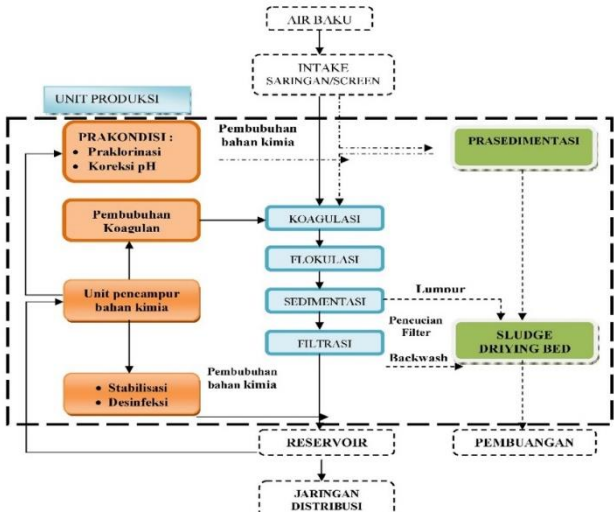 AIR BAKU
INTAKE
SARINGAN/SCREEN
UNIT PRODUKSI
PRAKONDISI :
• Praklorinasi
• Koreksi pH
Pembubuhan
bahan kimia
PRASEDIMENTASI
Pembubuhan
Koagulan
KOAGULASI
FLOKULASI
Unit pencampur
bahan kimia
SEDIMENTASI
Lumpur
FILTRASI
Pencucian
Filter
Backwash
SLUDGE
DRIYING BED
• Stabilisasi
• Desinfeksi
Pembubuhan
bahan kimia
RESERVOIR
PEMBUANGAN
JARINGAN
DISTRIBUSI